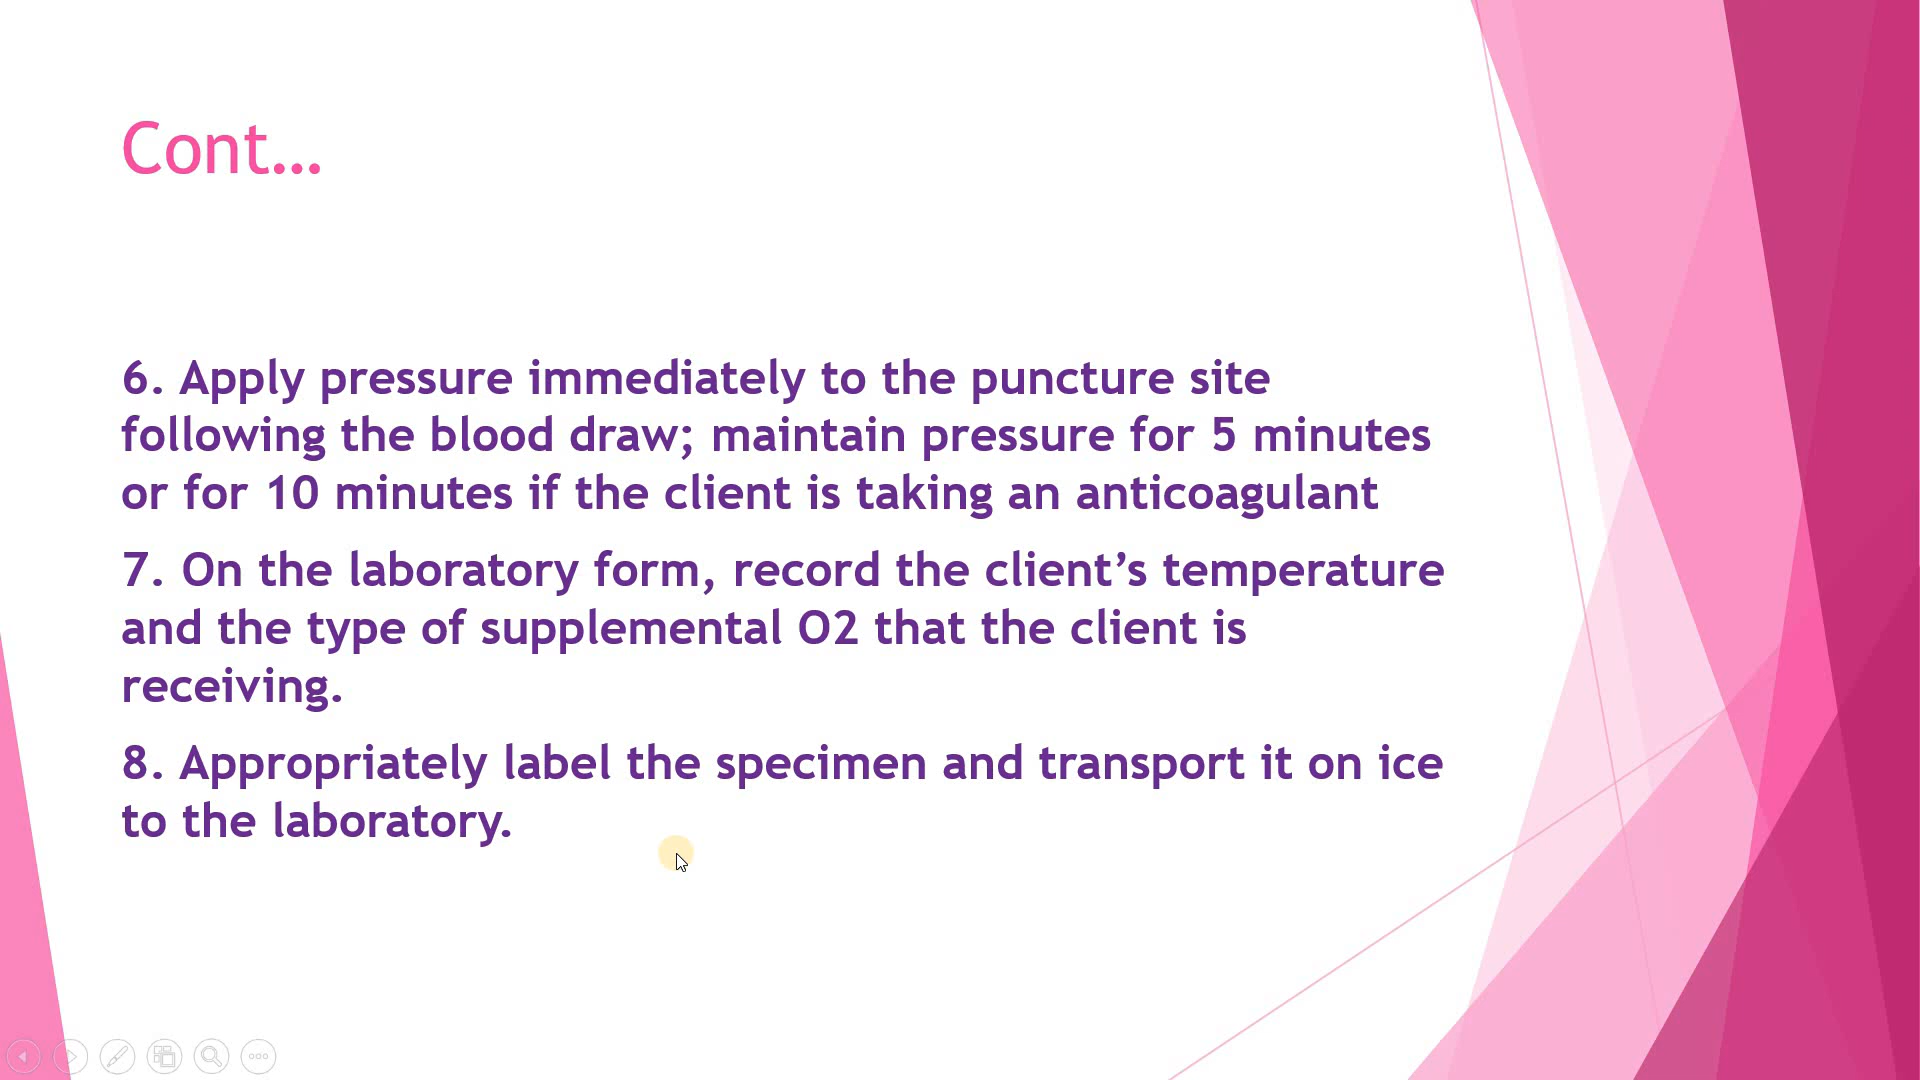 Cont…
6. Apply pressure immediately to the puncture site
following the blood draw; maintain pressure for 5 minutes
or for 10 minutes if the client is taking an anticoagulant
7. On the laboratory form, record the client’s temperature
and the type of supplemental O2 that the client is
receiving.
8. Appropriately label the specimen and transport it on ice
to the laboratory.